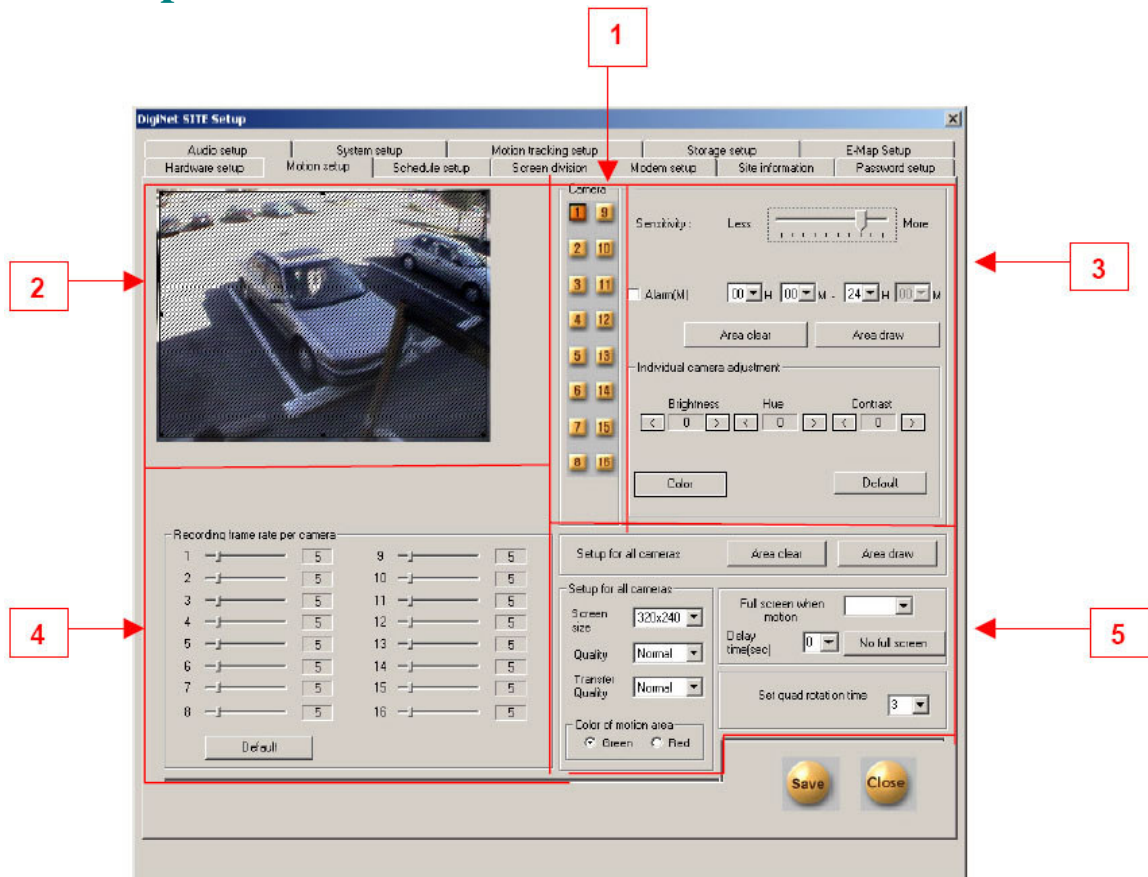 1
DigiNet SITE Setup
Audio setup System setup Motion tracking setup Storage setup E-Map Setup
Hardware setup Motion setup Schedule setup Screen division Modem setup Site information Password setup
2
Camera
1 9
2 10
3 11
4 12
5 13
6 14
7 15
8 16
Sensitivity : Less More
Alarm(M) 00 H 00 M - 24 H 00 M
Area clear Area draw
Individual camera adjustment
Brightness Hue Contrast
< 0 > < 0 > < 0 >
Color Default
3
4
Recording frame rate per camera
1 5 9 5
2 5 10 5
3 5 11 5
4 5 12 5
5 5 13 5
6 5 14 5
7 5 15 5
8 5 16 5
Default
Setup for all cameras Area clear Area draw
Setup for all cameras
Screen size 320x240
Quality Normal
Transfer Quality Normal
Color of motion area
Green Red
Full screen when motion
Delay time(sec) 0 No full screen
Set quad rotation time 3
5
Save Close